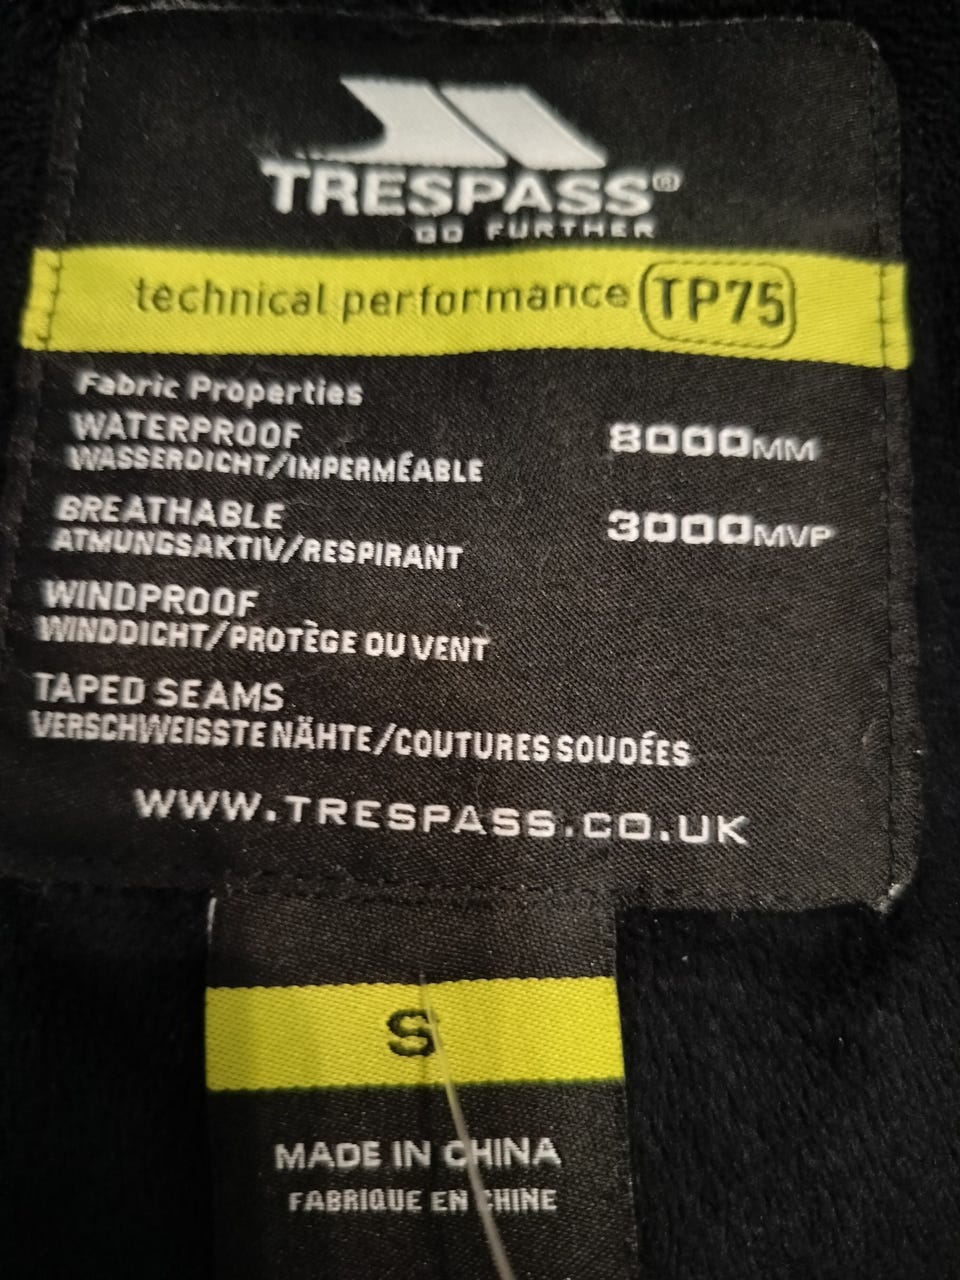 TRESPASS®
GO FURTHER
technical performance TP75
Fabric Properties
WATERPROOF 8000MM
WASSERDICHT/IMPERMÉABLE
BREATHABLE 3000MVP
ATMUNGSAKTIV/RESPIRANT
WINDPROOF
WINDDICHT/PROTÈGE DU VENT
TAPED SEAMS
VERSCHWEISSTE NÄHTE/COUTURES SOUDÉES
WWW.TRESPASS.CO.UK
S
MADE IN CHINA
FABRIQUE EN CHINE